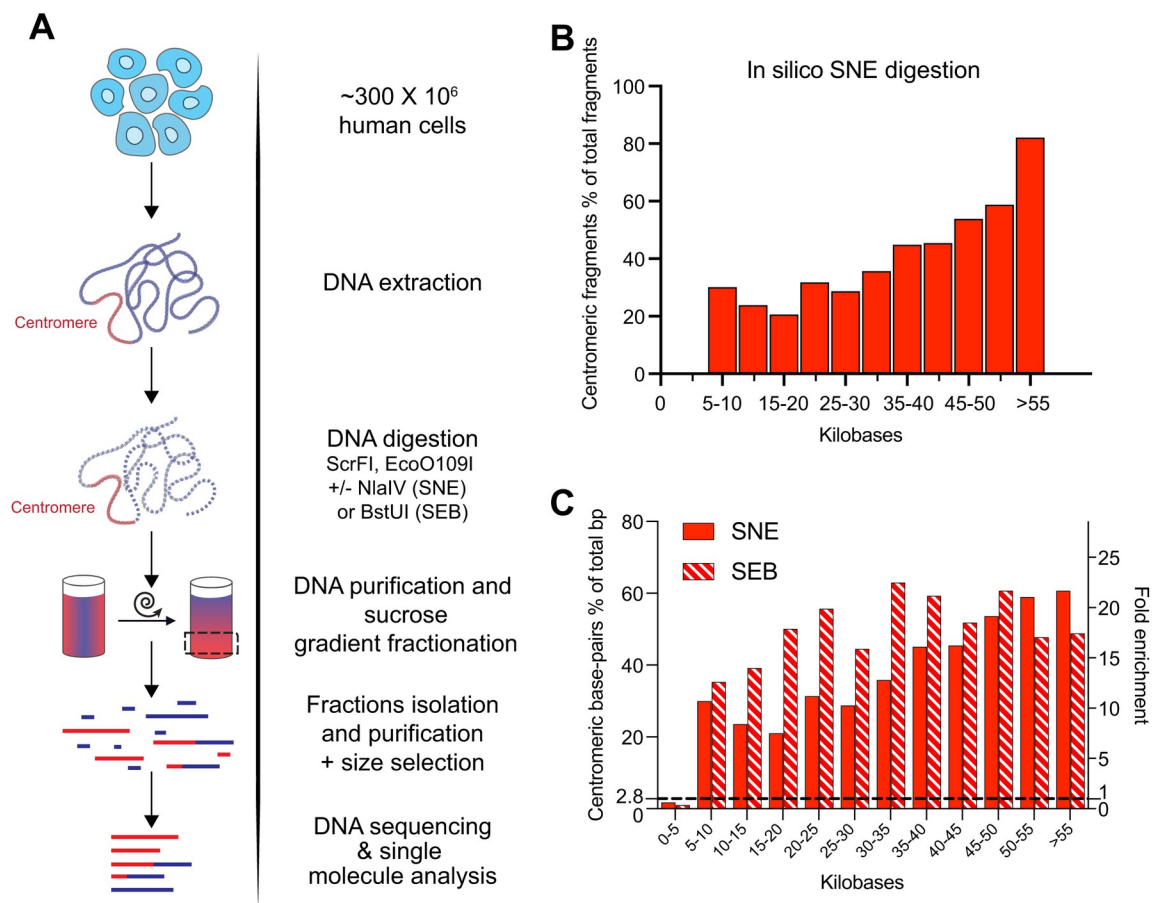 A
~300 X 10⁶
human cells
DNA extraction
Centromere
DNA digestion
ScrFI, EcoO109I
+/- NlaIV (SNE)
or BstUI (SEB)
Centromere
DNA purification and
sucrose
gradient fractionation
Fractions isolation
and purification
+ size selection
DNA sequencing
& single
molecule analysis
B
In silico SNE digestion
Centromeric fragments % of total fragments
100
80
60
40
20
0
0 5-10 15-20 25-30 35-40 45-50 >55
Kilobases
C
SNE
SEB
Centromeric base-pairs % of total bp
80
60
40
20
2.8
0
Fold enrichment
25
20
15
10
5
1
0
0-5 5-10 10-15 15-20 20-25 25-30 30-35 35-40 40-45 45-50 50-55 >55
Kilobases